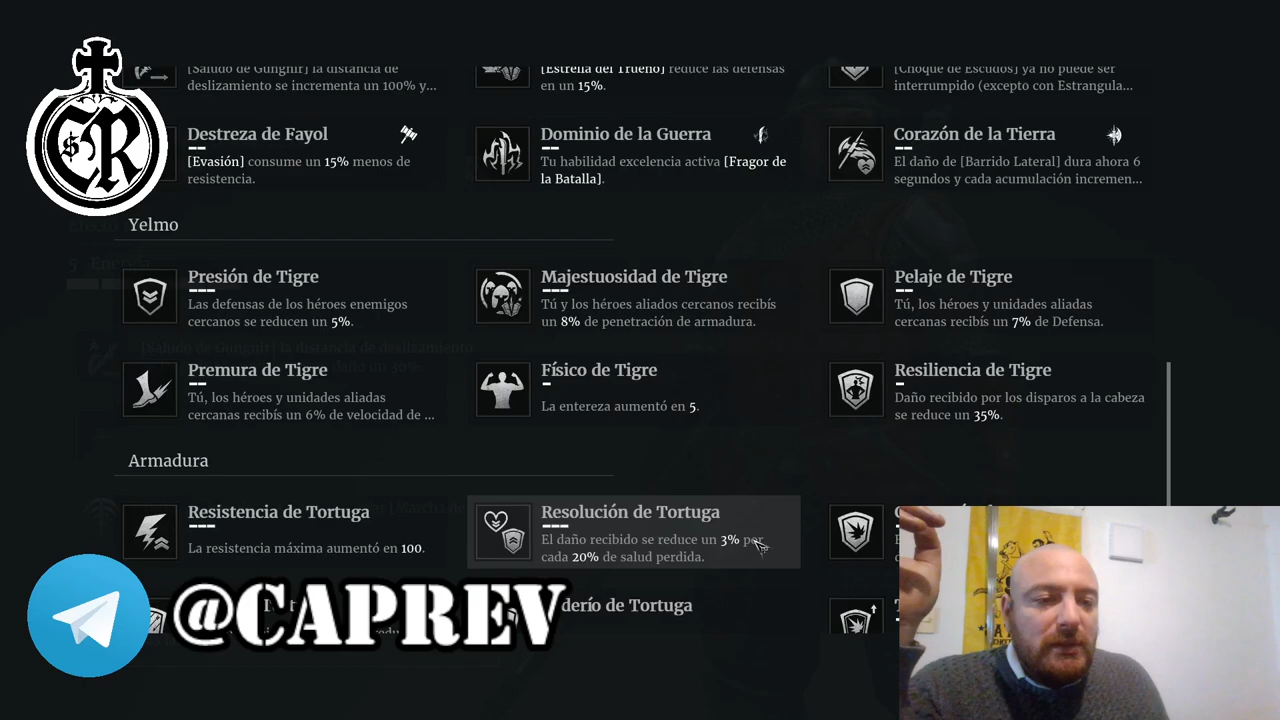 [Saludo de Gungnir] la distancia de
deslizamiento se incrementa un 100% y...
[Estrella del Trueno] reduce las defensas
en un 15%.
[Choque de Escudos] ya no puede ser
interrumpido (excepto con Estrangula...
Destreza de Fayol
[Evasión] consume un 15% menos de
resistencia.
Dominio de la Guerra
Tu habilidad excelencia activa [Fragor de
la Batalla].
Corazón de la Tierra
El daño de [Barrido Lateral] dura ahora 6
segundos y cada acumulación incremen...
Yelmo
Presión de Tigre
Las defensas de los héroes enemigos
cercanos se reducen un 5%.
Majestuosidad de Tigre
Tú y los héroes aliados cercanos recibís
un 8% de penetración de armadura.
Pelaje de Tigre
Tú, los héroes y unidades aliadas
cercanas recibís un 7% de Defensa.
Premura de Tigre
Tú, los héroes y unidades aliadas
cercanas recibís un 6% de velocidad de ...
Físico de Tigre
La entereza aumentó en 5.
Resiliencia de Tigre
Daño recibido por los disparos a la cabeza
se reduce un 35%.
Armadura
Resistencia de Tortuga
La resistencia máxima aumentó en 100.
Resolución de Tortuga
El daño recibido se reduce un 3% por
cada 20% de salud perdida.
derío de Tortuga
@CAPREV
$ C R